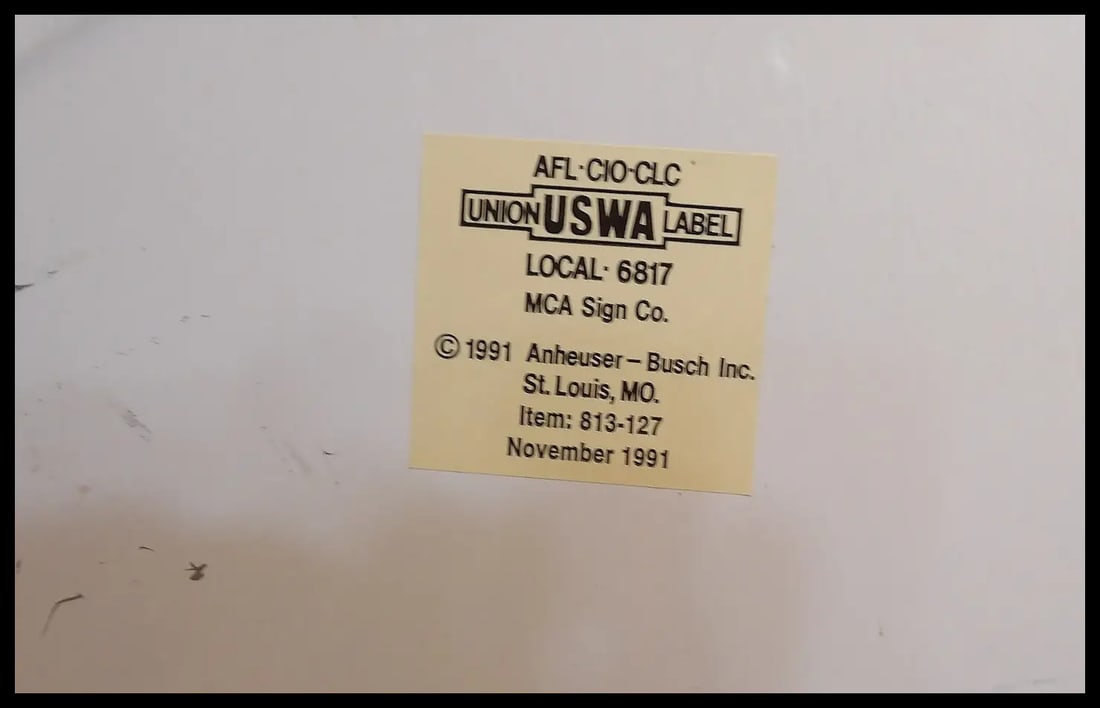 AFL·CIO·CLC
UNION USWA LABEL
LOCAL· 6817
MCA Sign Co.
© 1991 Anheuser – Busch Inc.
St. Louis, MO.
Item: 813-127
November 1991